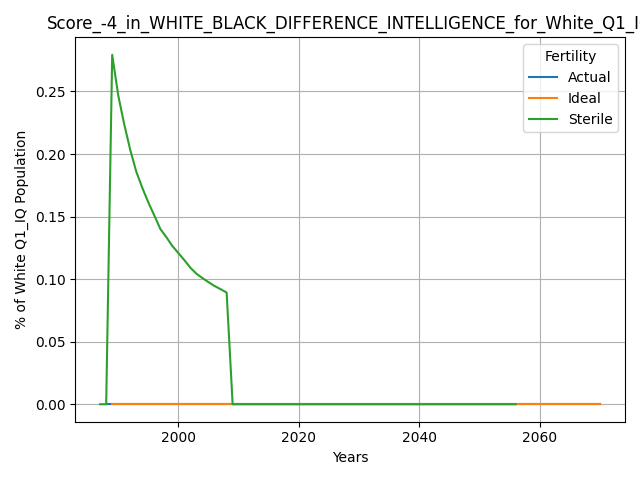 Score_-4_in_WHITE_BLACK_DIFFERENCE_INTELLIGENCE_for_White_Q1_I
Fertility
Actual
Ideal
Sterile
% of White Q1_IQ Population
0.25
0.20
0.15
0.10
0.05
0.00
2000 2020 2040 2060
Years